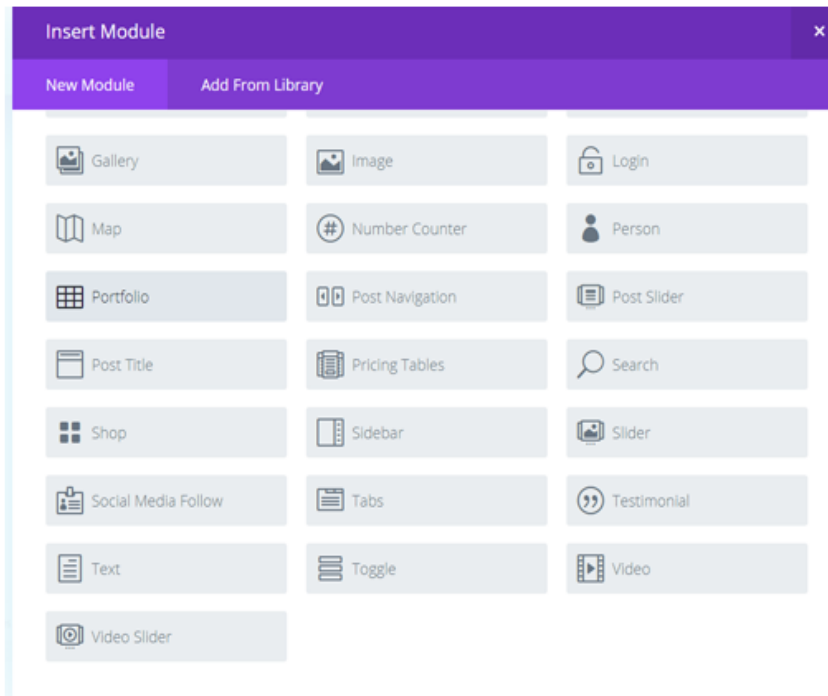 Insert Module
×
New Module Add From Library
Gallery Image Login
Map Number Counter Person
Portfolio Post Navigation Post Slider
Post Title Pricing Tables Search
Shop Sidebar Slider
Social Media Follow Tabs Testimonial
Text Toggle Video
Video Slider